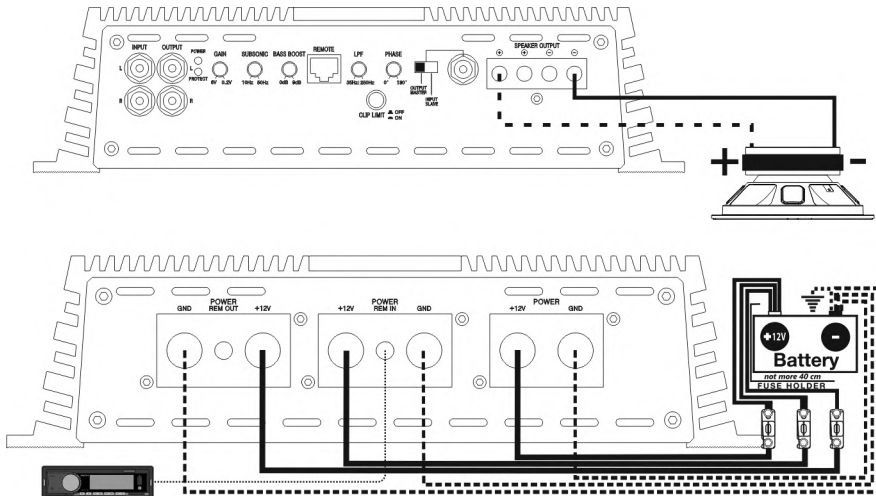 INPUT OUTPUT POWER GAIN SUBSONIC BASS BOOST REMOTE LPF PHASE SPEAKER OUTPUT
L L
PROTECT
6V 0.2V 10Hz 50Hz 0dB 9dB 35Hz 250Hz 0° 180°
R R
OUTPUT MASTER
INPUT SLAVE
CLIP LIMIT OFF
ON
+ -
POWER
GND REM OUT +12V
POWER
+12V REM IN GND
POWER
+12V GND
+12V -
Battery
not more 40 cm
FUSE HOLDER